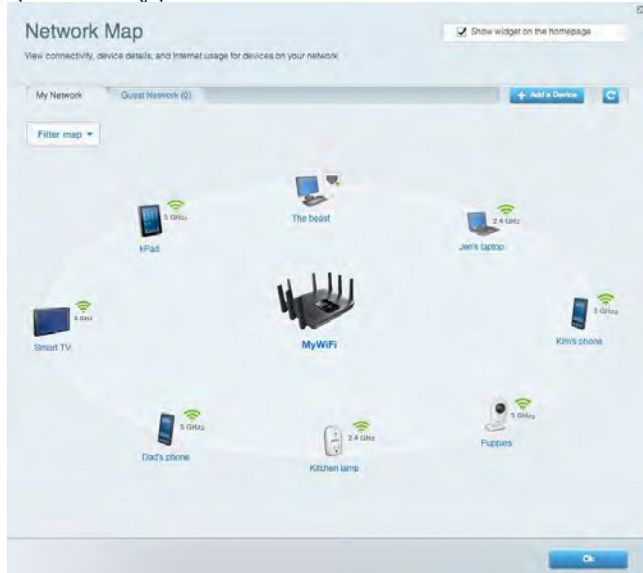 Network Map
Show widget on the homepage
View connectivity, device details, and Internet usage for devices on your network.
My Network
Guest Network (0)
+ Add a Device
Filter map
The beast
5 GHz
kPad
2.4 GHz
Jen's laptop
5 GHz
Smart TV
MyWiFi
5 GHz
Kim's phone
5 GHz
Dad's phone
2.4 GHz
Kitchen lamp
5 GHz
Puppies
Ok